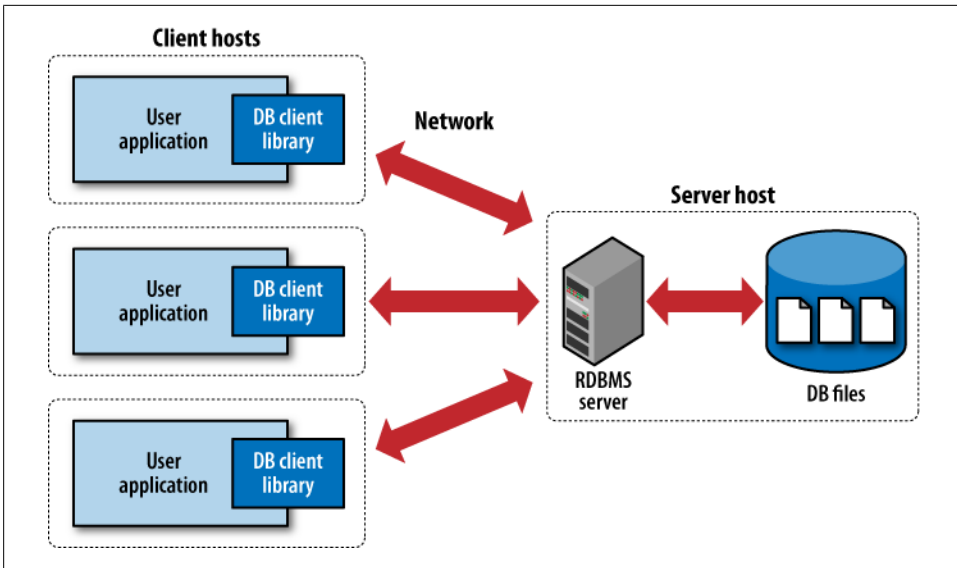 Client hosts
User
application
DB client
library
Network
User
application
DB client
library
Server host
RDBMS
server
DB files
User
application
DB client
library